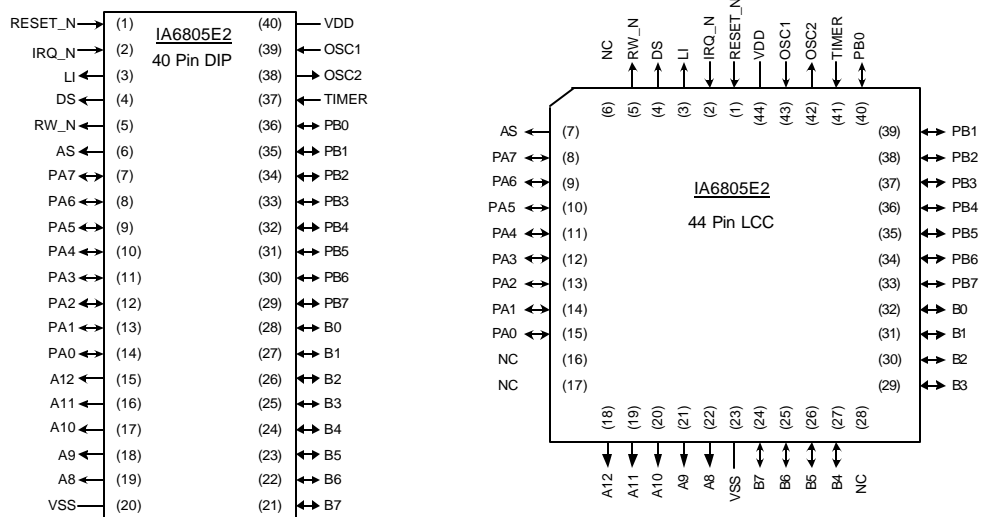 RESET_N (1) (40) VDD
IA6805E2
40 Pin DIP
IRQ_N (2) (39) OSC1
LI (3) (38) OSC2
DS (4) (37) TIMER
RW_N (5) (36) PB0
AS (6) (35) PB1
PA7 (7) (34) PB2
PA6 (8) (33) PB3
PA5 (9) (32) PB4
PA4 (10) (31) PB5
PA3 (11) (30) PB6
PA2 (12) (29) PB7
PA1 (13) (28) B0
PA0 (14) (27) B1
A12 (15) (26) B2
A11 (16) (25) B3
A10 (17) (24) B4
A9 (18) (23) B5
A8 (19) (22) B6
VSS (20) (21) B7
NC RW_N DS LI IRQ_N RESET_N VDD OSC1 OSC2 TIMER PB0
(6) (5) (4) (3) (2) (1) (44) (43) (42) (41) (40)
AS (7) (39) PB1
PA7 (8) (38) PB2
PA6 (9) (37) PB3
IA6805E2
PA5 (10) (36) PB4
44 Pin LCC
PA4 (11) (35) PB5
PA3 (12) (34) PB6
PA2 (13) (33) PB7
PA1 (14) (32) B0
PA0 (15) (31) B1
NC (16) (30) B2
NC (17) (29) B3
(18) (19) (20) (21) (22) (23) (24) (25) (26) (27) (28)
A12 A11 A10 A9 A8 VSS B7 B6 B5 B4 NC